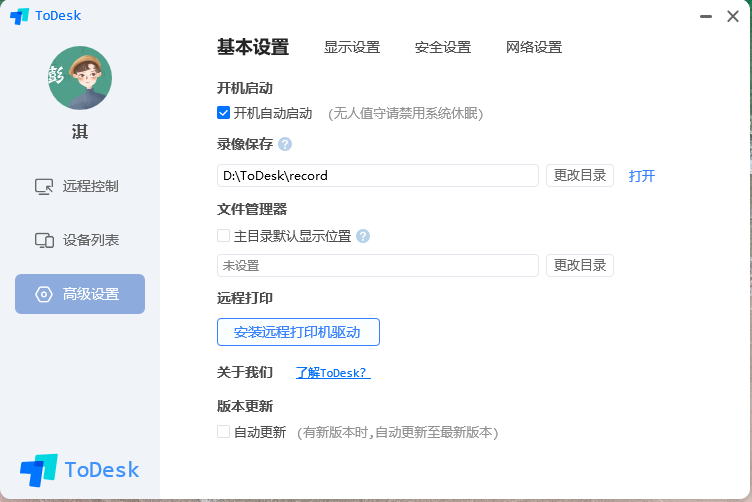 ToDesk
彭
淇
远程控制
设备列表
高级设置
ToDesk
基本设置 显示设置 安全设置 网络设置
开机启动
开机自动启动 (无人值守请禁用系统休眠)
录像保存 ?
D:\ToDesk\record 更改目录 打开
文件管理器
主目录默认显示位置 ?
未设置 更改目录
远程打印
安装远程打印机驱动
关于我们 了解ToDesk?
版本更新
自动更新 (有新版本时,自动更新至最新版本)